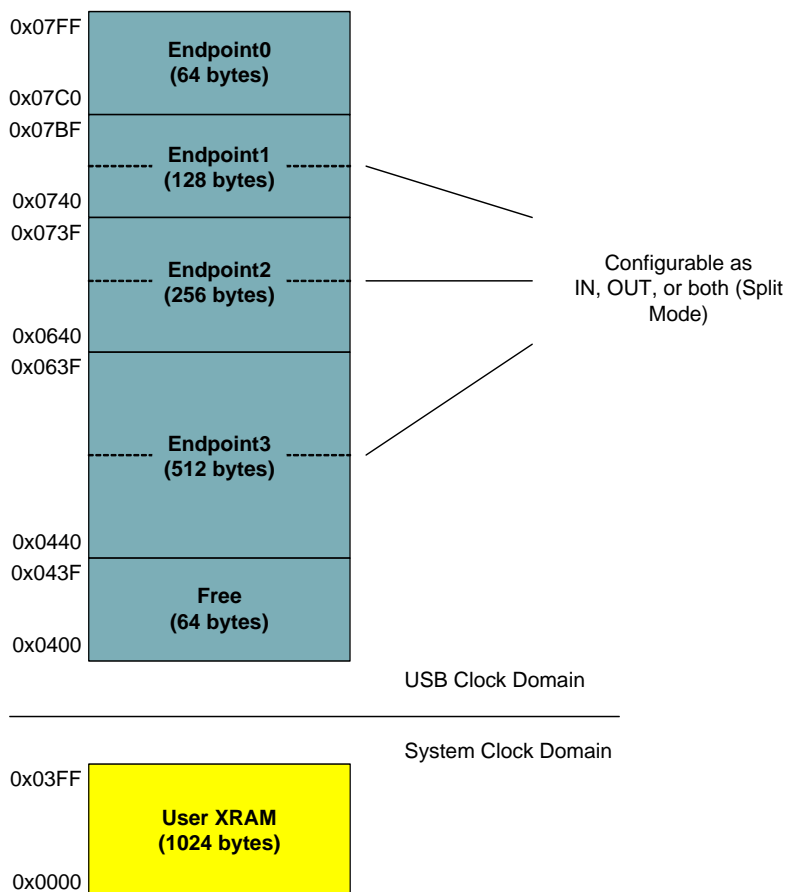 0x07FF
Endpoint0
(64 bytes)
0x07C0
0x07BF
Endpoint1
(128 bytes)
0x0740
0x073F
Endpoint2
(256 bytes)
Configurable as
IN, OUT, or both (Split
Mode)
0x0640
0x063F
Endpoint3
(512 bytes)
0x0440
0x043F
Free
(64 bytes)
0x0400
USB Clock Domain
System Clock Domain
0x03FF
User XRAM
(1024 bytes)
0x0000